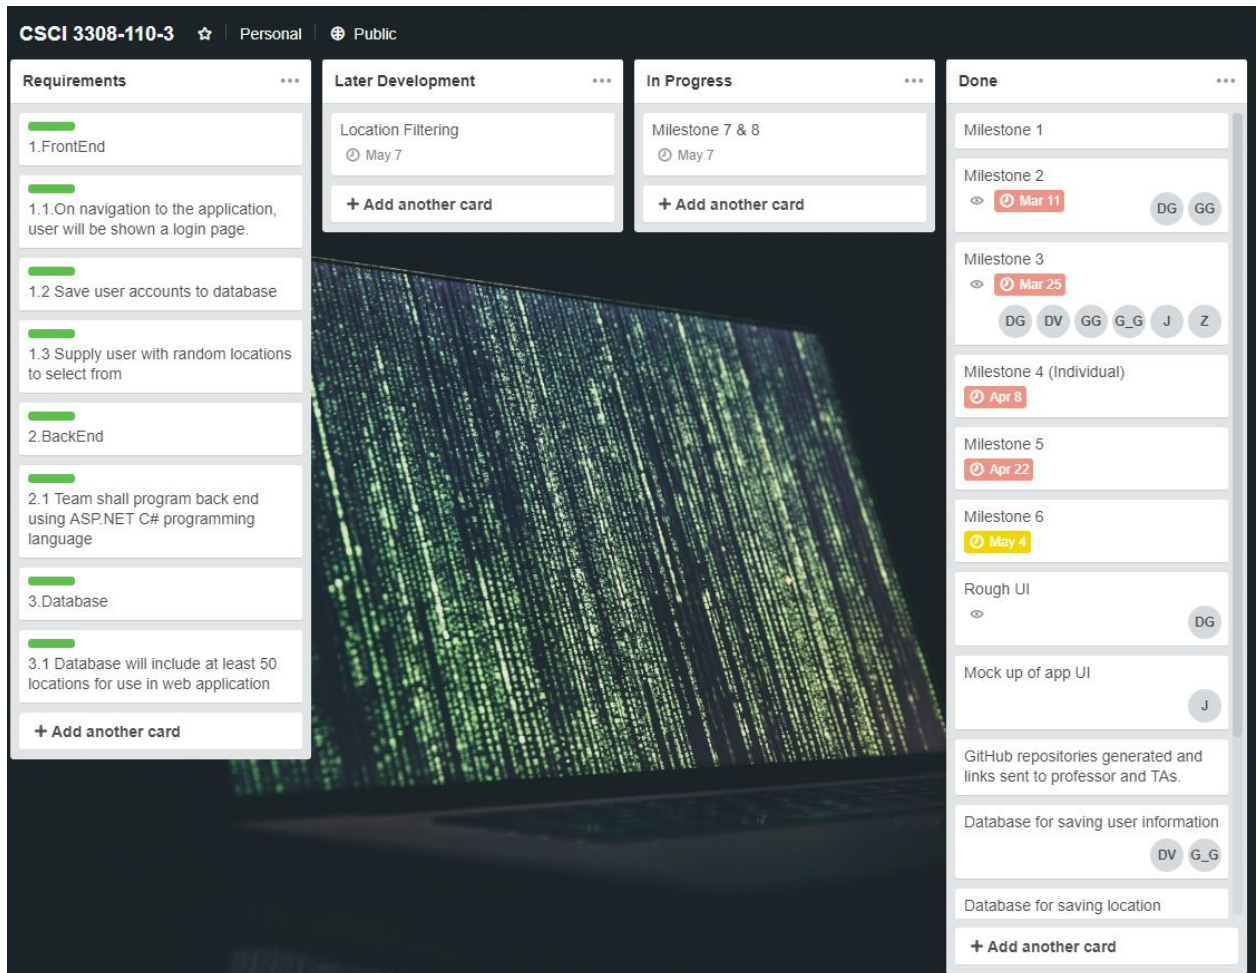 CSCI 3308-110-3 Personal Public
Requirements
1.FrontEnd
1.1.On navigation to the application,
user will be shown a login page.
1.2 Save user accounts to database
1.3 Supply user with random locations
to select from
2.BackEnd
2.1 Team shall program back end
using ASP.NET C# programming
language
3.Database
3.1 Database will include at least 50
locations for use in web application
+ Add another card
Later Development
Location Filtering
May 7
+ Add another card
In Progress
Milestone 7 & 8
May 7
+ Add another card
Done
Milestone 1
Milestone 2
Mar 11
DG GG
Milestone 3
Mar 25
DG DV GG G_G J Z
Milestone 4 (Individual)
Apr 8
Milestone 5
Apr 22
Milestone 6
May 4
Rough UI
DG
Mock up of app UI
J
GitHub repositories generated and
links sent to professor and TAs.
Database for saving user information
DV G_G
Database for saving location
+ Add another card